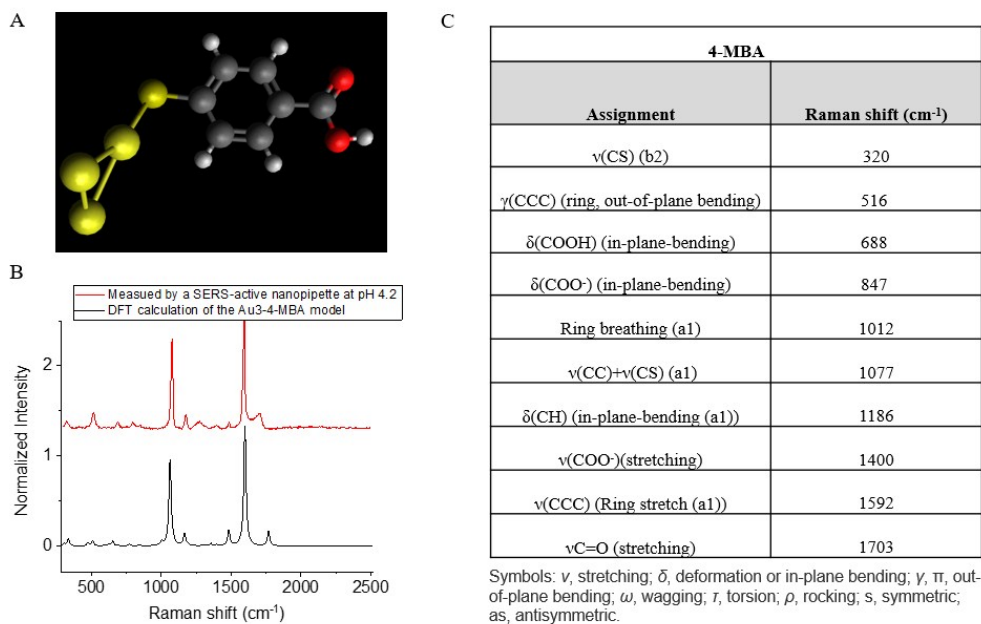 A
B
Measued by a SERS-active nanopipette at pH 4.2
DFT calculation of the Au3-4-MBA model
Normalized Intensity
2
1
0
500 1000 1500 2000 2500
Raman shift (cm⁻¹)
C
4-MBA
Assignment Raman shift (cm⁻¹)
ν(CS) (b2) 320
γ(CCC) (ring, out-of-plane bending) 516
δ(COOH) (in-plane-bending) 688
δ(COO⁻) (in-plane-bending) 847
Ring breathing (a1) 1012
ν(CC)+ν(CS) (a1) 1077
δ(CH) (in-plane-bending (a1)) 1186
ν(COO⁻)(stretching) 1400
ν(CCC) (Ring stretch (a1)) 1592
νC=O (stretching) 1703
Symbols: ν, stretching; δ, deformation or in-plane bending; γ, π, out-
of-plane bending; ω, wagging; τ, torsion; ρ, rocking; s, symmetric;
as, antisymmetric.